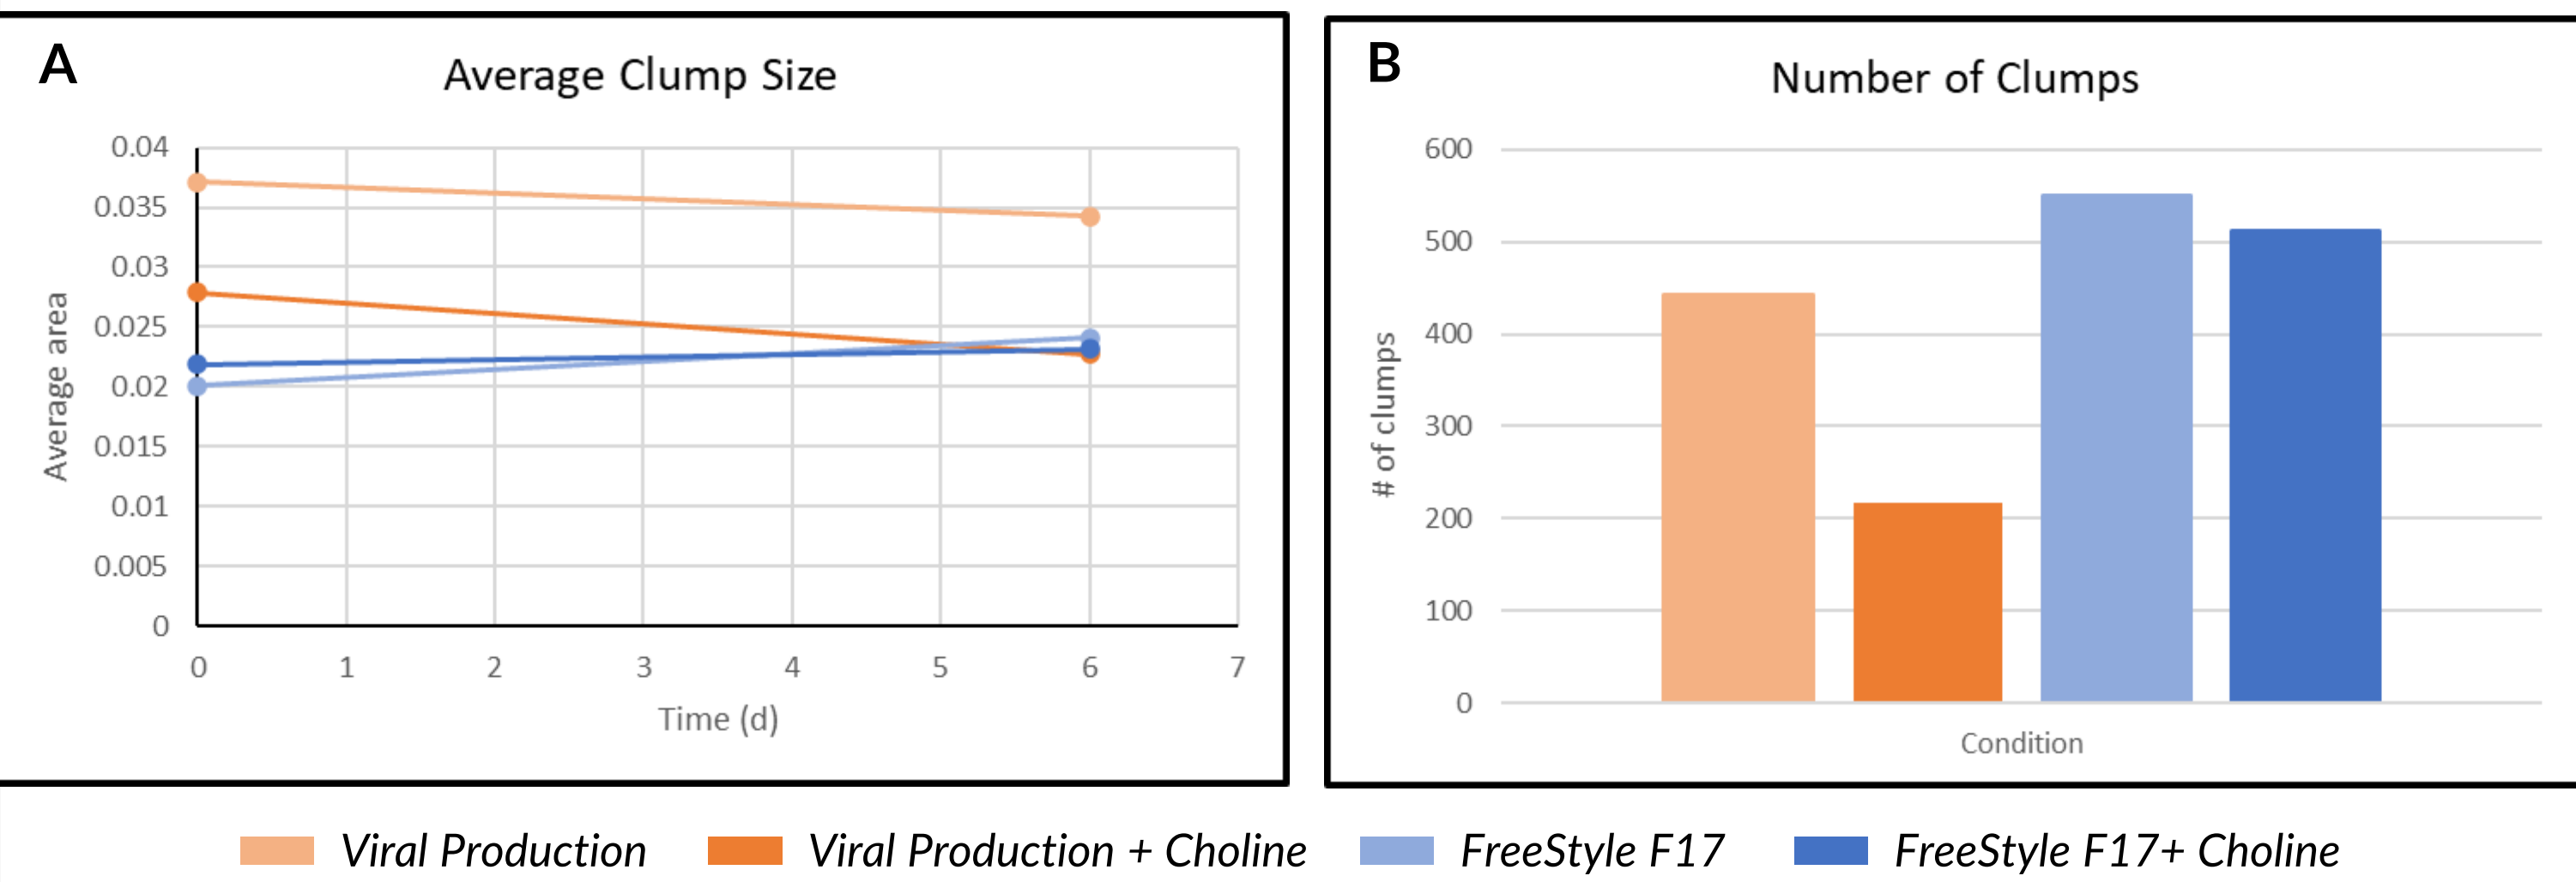 A
Average Clump Size
0.04
0.035
0.03
0.025
0.02
0.015
0.01
0.005
0
Average area
0 1 2 3 4 5 6 7
Time (d)
B
Number of Clumps
600
500
400
300
200
100
0
# of clumps
Condition
Viral Production Viral Production + Choline FreeStyle F17 FreeStyle F17+ Choline